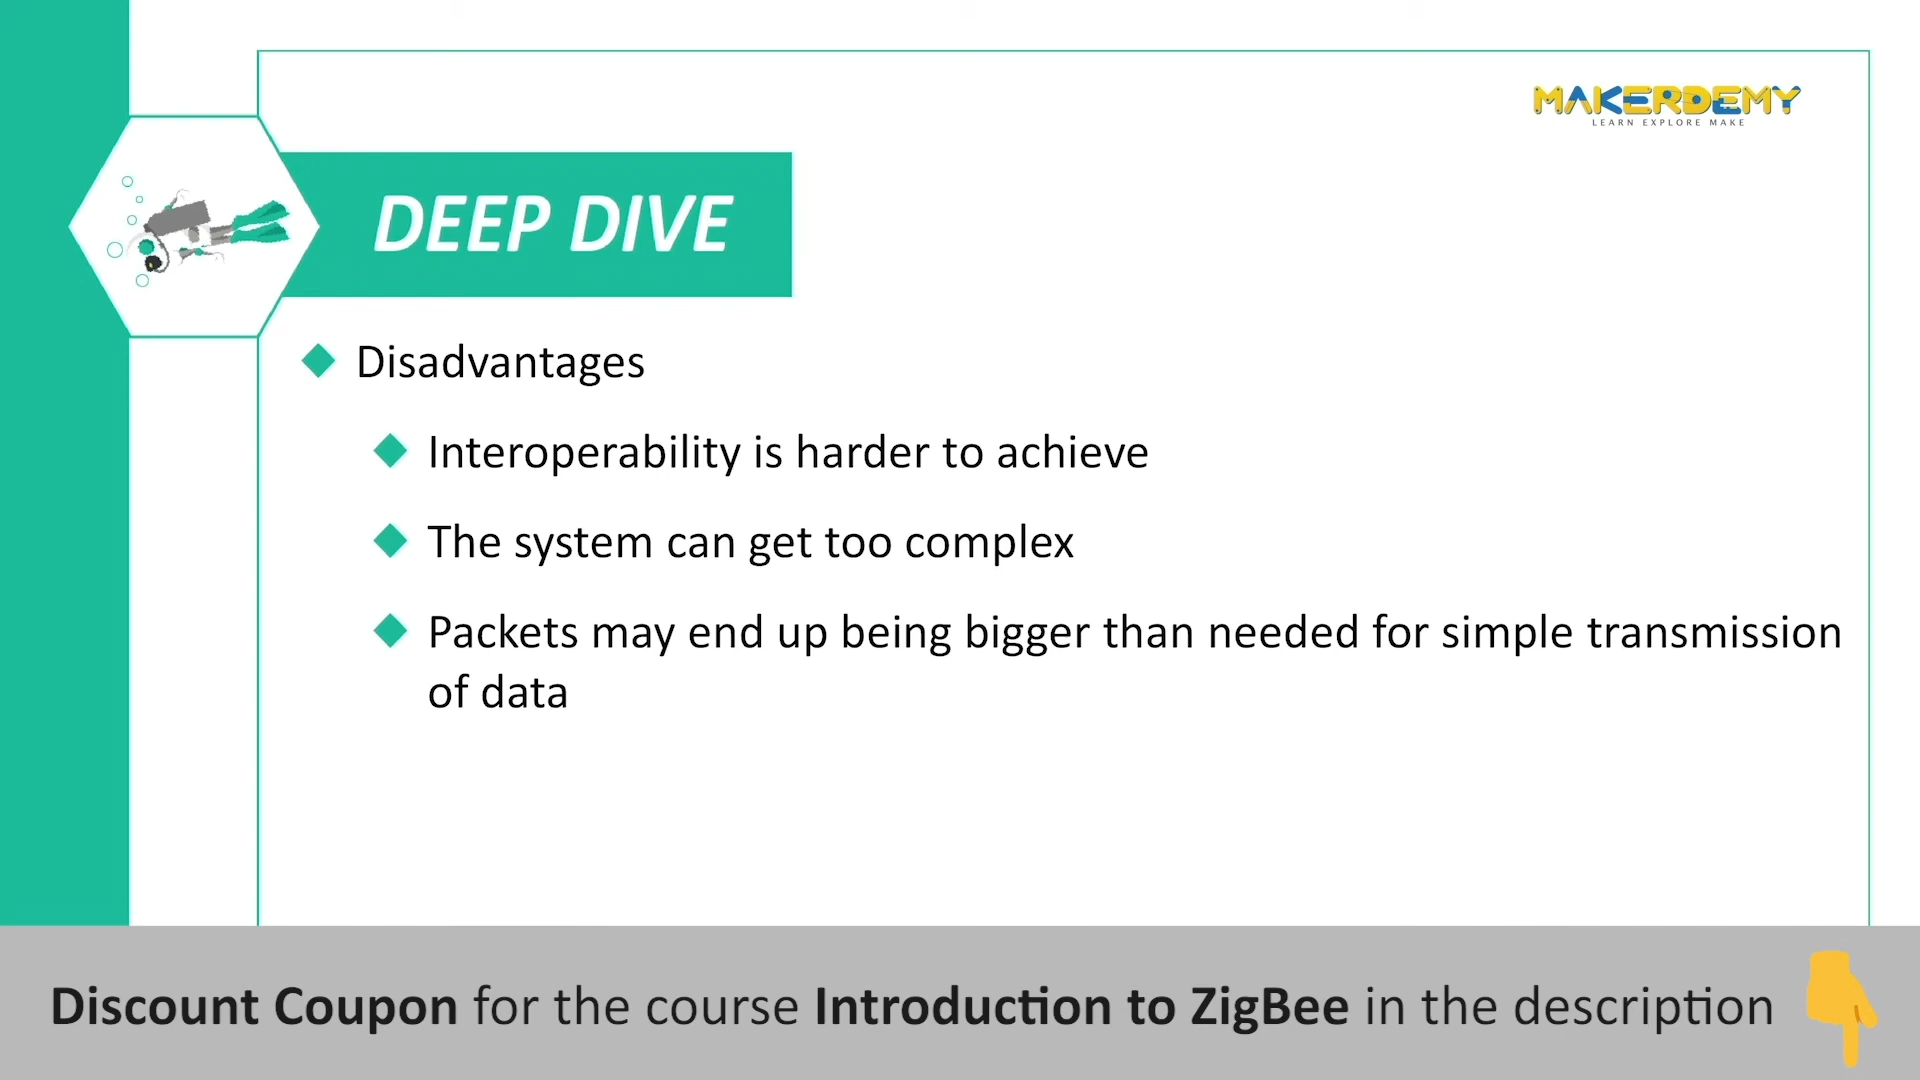 MAKERDEMY
LEARN EXPLORE MAKE
DEEP DIVE
Disadvantages
Interoperability is harder to achieve
The system can get too complex
Packets may end up being bigger than needed for simple transmission
of data
Discount Coupon for the course Introduction to ZigBee in the description